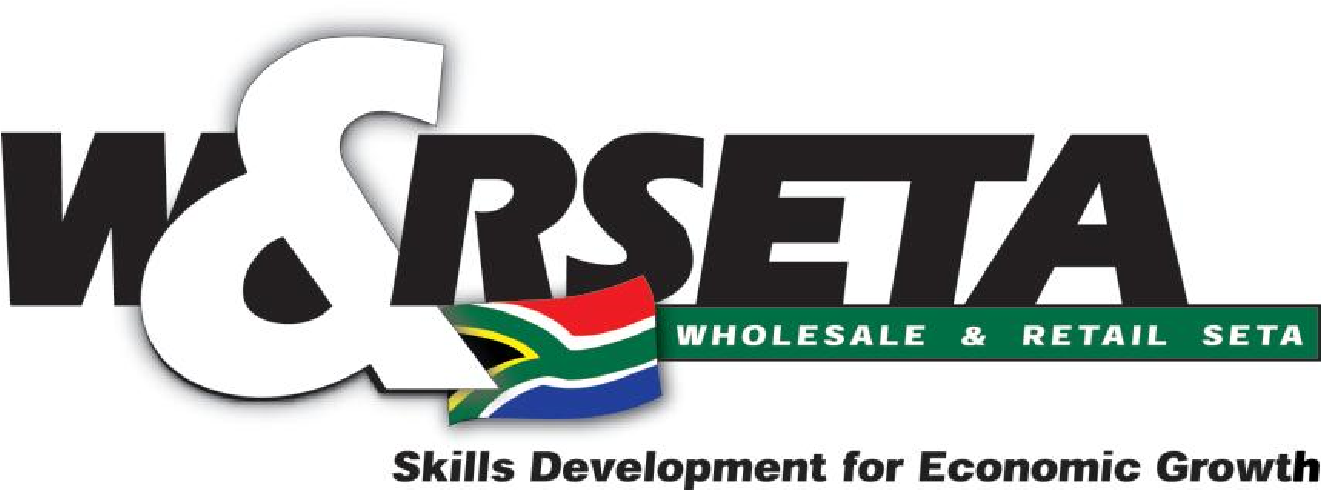 W&RSETA
WHOLESALE & RETAIL SETA
Skills Development for Economic Growth